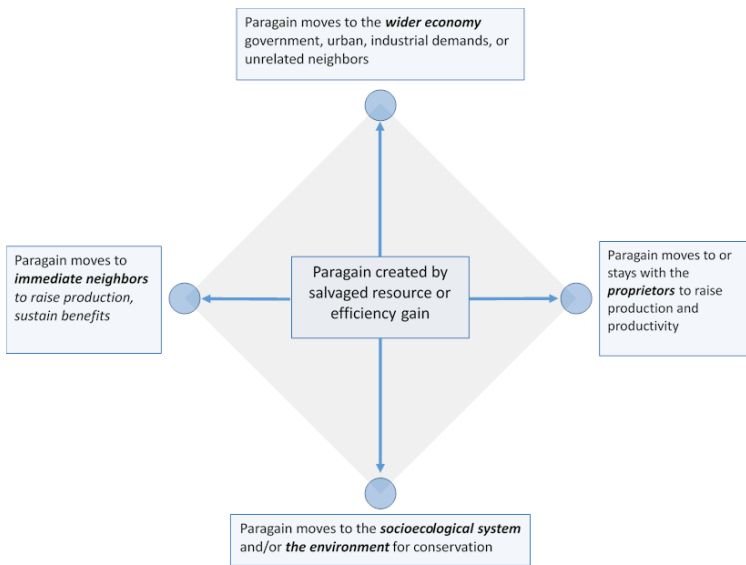 Paragain moves to the wider economy
government, urban, industrial demands, or
unrelated neighbors
Paragain moves to
immediate neighbors
to raise production,
sustain benefits
Paragain created by
salvaged resource or
efficiency gain
Paragain moves to or
stays with the
proprietors to raise
production and
productivity
Paragain moves to the socioecological system
and/or the environment for conservation